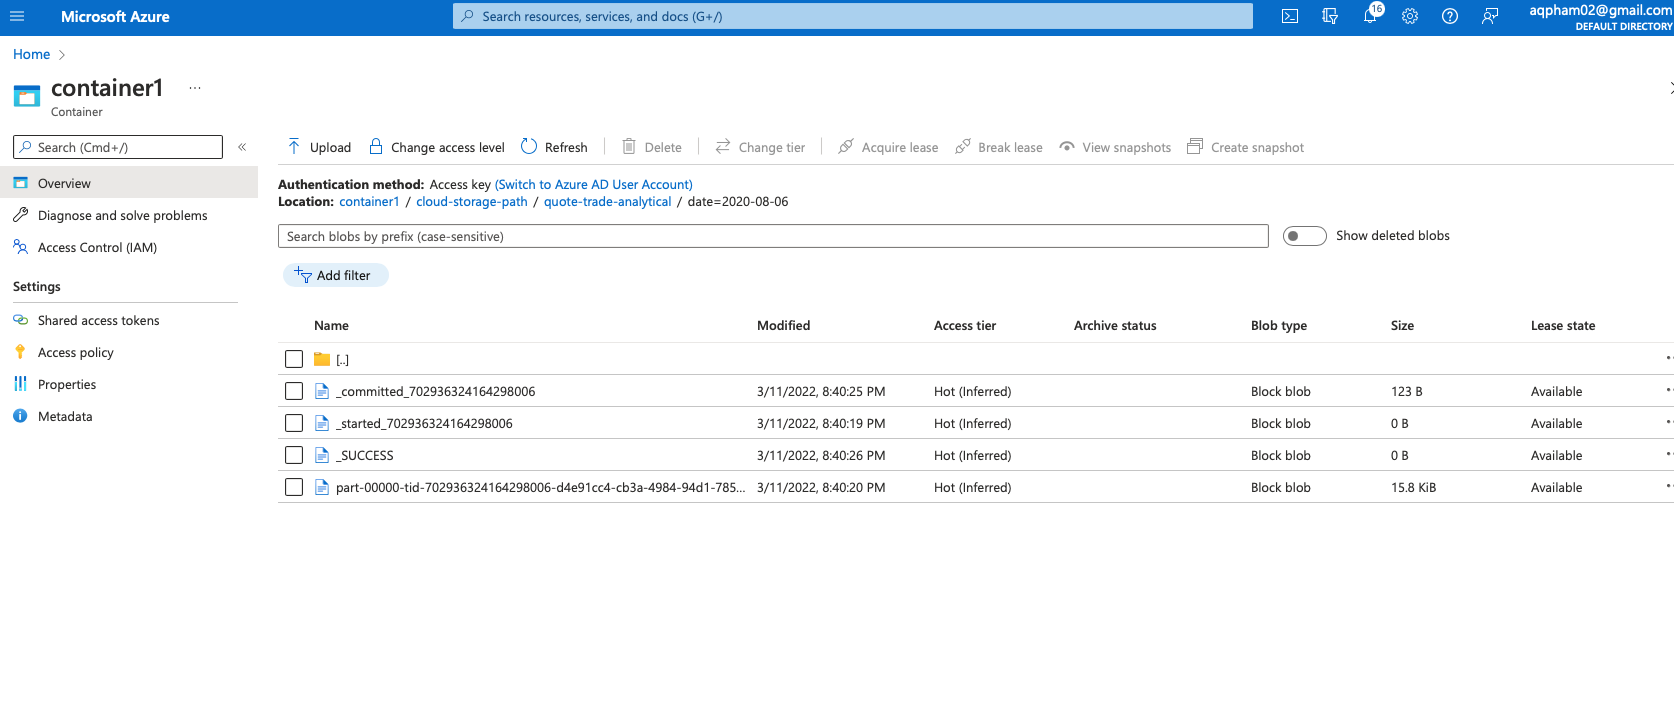 Microsoft Azure
Search resources, services, and docs (G+/)
16
aqpham02@gmail.com
DEFAULT DIRECTORY
Home
container1 ...
Container
Search (Cmd+/)
«
Upload Change access level Refresh Delete Change tier Acquire lease Break lease View snapshots Create snapshot
Overview
Diagnose and solve problems
Access Control (IAM)
Settings
Shared access tokens
Access policy
Properties
Metadata
Authentication method: Access key (Switch to Azure AD User Account)
Location: container1 / cloud-storage-path / quote-trade-analytical / date=2020-08-06
Search blobs by prefix (case-sensitive)
Show deleted blobs
Add filter
Name Modified Access tier Archive status Blob type Size Lease state
[..]
_committed_702936324164298006 3/11/2022, 8:40:25 PM Hot (Inferred) Block blob 123 B Available
_started_702936324164298006 3/11/2022, 8:40:19 PM Hot (Inferred) Block blob 0 B Available
_SUCCESS 3/11/2022, 8:40:26 PM Hot (Inferred) Block blob 0 B Available
part-00000-tid-702936324164298006-d4e91cc4-cb3a-4984-94d1-785... 3/11/2022, 8:40:20 PM Hot (Inferred) Block blob 15.8 KiB Available